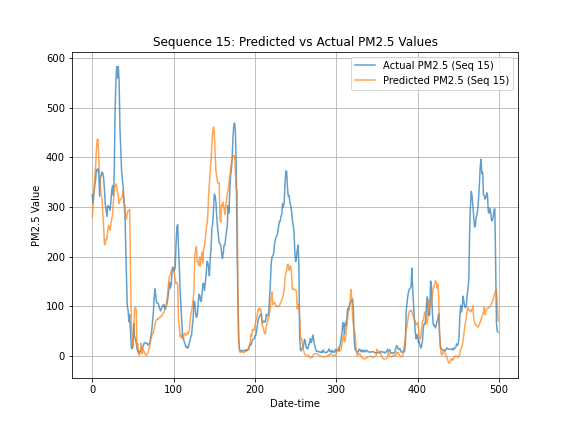 Sequence 15: Predicted vs Actual PM2.5 Values
Actual PM2.5 (Seq 15)
Predicted PM2.5 (Seq 15)
600
500
400
300
200
100
0
PM2.5 Value
0 100 200 300 400 500
Date-time